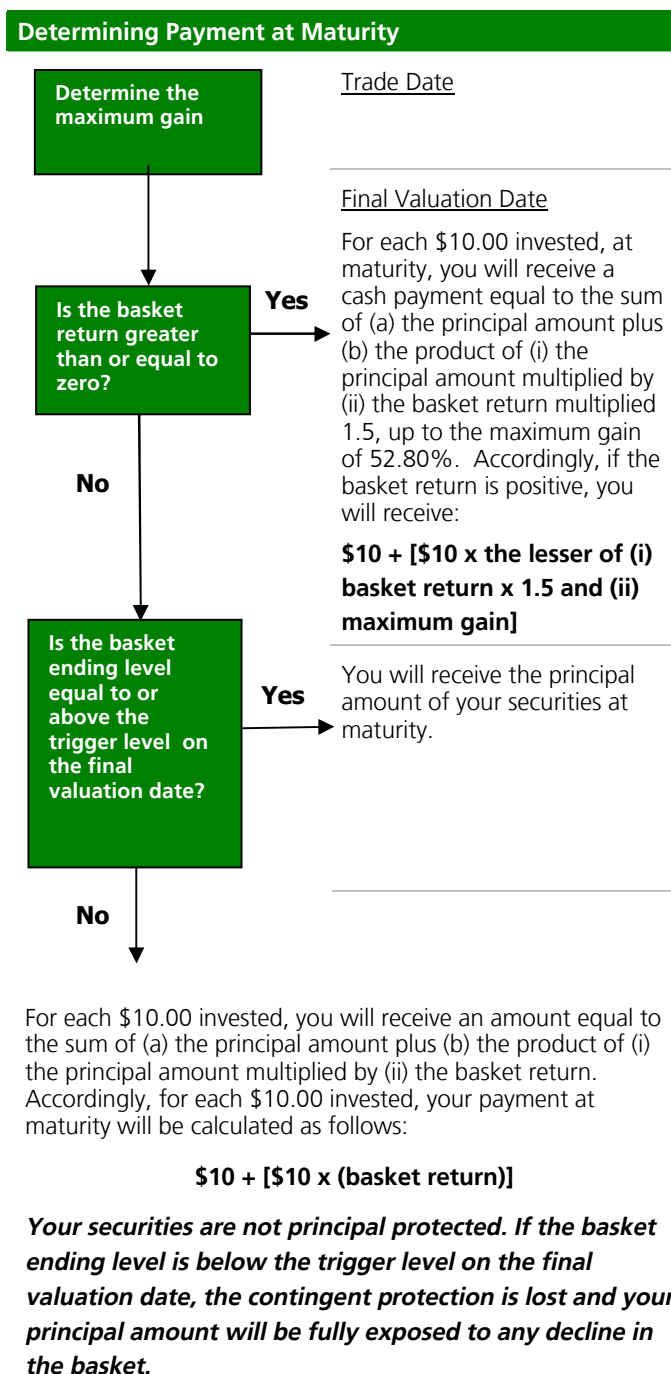 Determining Payment at Maturity
Determine the
maximum gain
Trade Date
Final Valuation Date
Is the basket
return greater
than or equal to
zero?
Yes
For each $10.00 invested, at
maturity, you will receive a
cash payment equal to the sum
of (a) the principal amount plus
(b) the product of (i) the
principal amount multiplied by
(ii) the basket return multiplied
1.5, up to the maximum gain
of 52.80%.  Accordingly, if the
basket return is positive, you
will receive:
$10 + [$10 x the lesser of (i)
basket return x 1.5 and (ii)
maximum gain]
No
Is the basket
ending level
equal to or
above the
trigger level  on
the final
valuation date?
Yes
You will receive the principal
amount of your securities at
maturity.
No
For each $10.00 invested, you will receive an amount equal to
the sum of (a) the principal amount plus (b) the product of (i)
the principal amount multiplied by (ii) the basket return.
Accordingly, for each $10.00 invested, your payment at
maturity will be calculated as follows:
$10 + [$10 x (basket return)]
Your securities are not principal protected. If the basket
ending level is below the trigger level on the final
valuation date, the contingent protection is lost and your
principal amount will be fully exposed to any decline in
the basket.